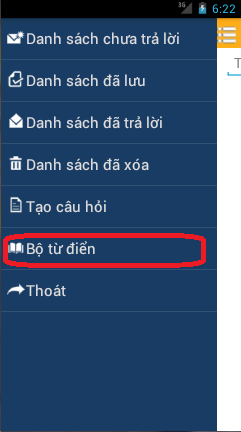 3G 6:22
Danh sách chưa trả lời
Danh sách đã lưu
Danh sách đã trả lời
Danh sách đã xóa
Tạo câu hỏi
Bộ từ điển
Thoát